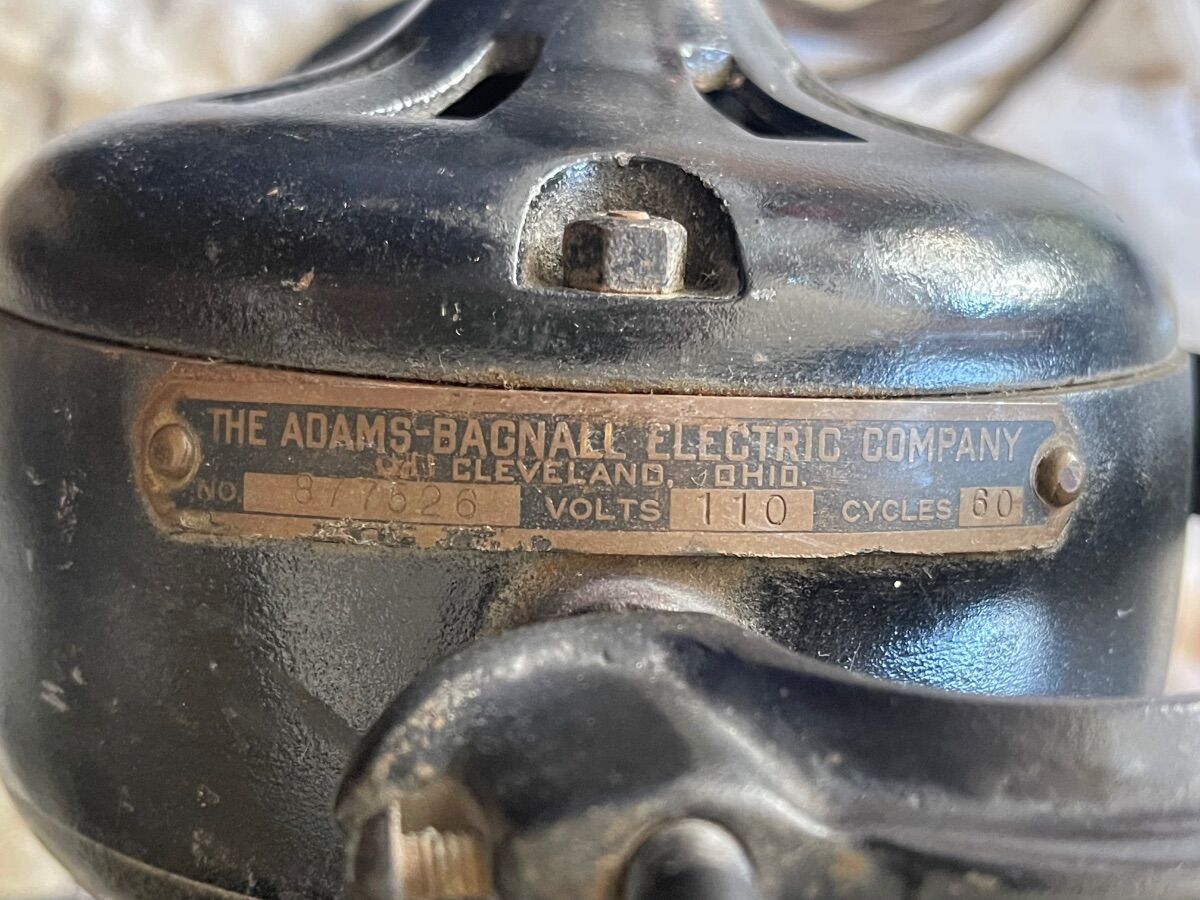 THE ADAMS-BAGNALL ELECTRIC COMPANY
CLEVELAND, OHIO.
NO. 877626 VOLTS 110 CYCLES 60